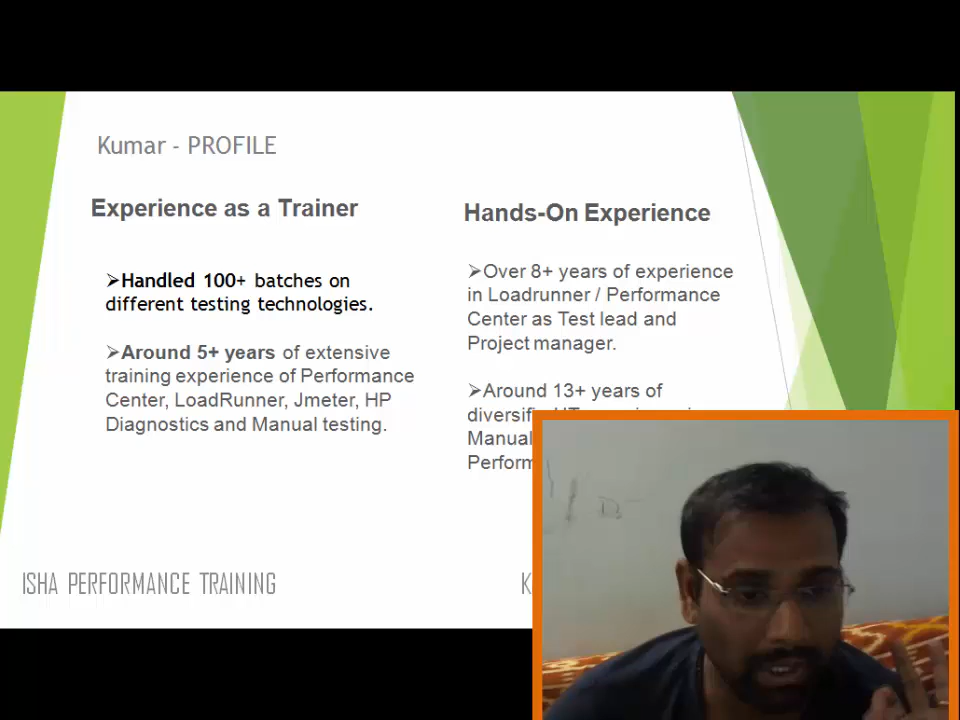 Kumar - PROFILE
Experience as a Trainer
➢Handled 100+ batches on
different testing technologies.
➢Around 5+ years of extensive
training experience of Performance
Center, LoadRunner, Jmeter, HP
Diagnostics and Manual testing.
Hands-On Experience
➢Over 8+ years of experience
in Loadrunner / Performance
Center as Test lead and
Project manager.
➢Around 13+ years of
Manual
ISHA PERFORMANCE TRAINING